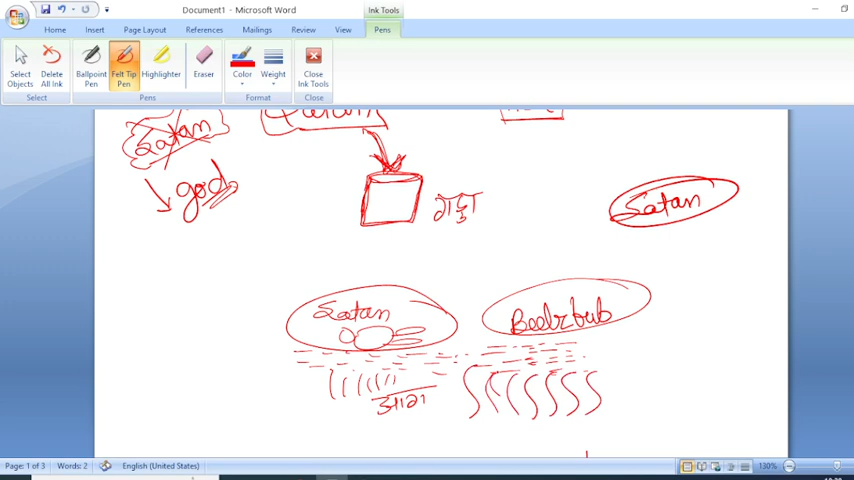 Document1 - Microsoft Word
Ink Tools
Home Insert Page Layout References Mailings Review View Pens
Select Objects
Delete All Ink
Ballpoint Pen
Felt Tip Pen
Highlighter
Eraser
Color
Weight
Close Ink Tools
Select
Pens
Format
Close
Satan
god
Satan
Satan
Beelzbub
Page: 1 of 3
Words: 2
English (United States)
130%